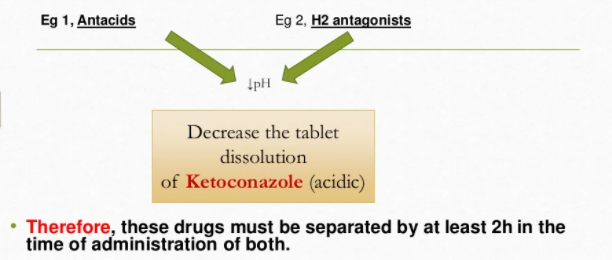 Eg 1, Antacids
Eg 2, H2 antagonists
↓pH
Decrease the tablet
dissolution
of Ketoconazole (acidic)
• Therefore, these drugs must be separated by at least 2h in the
time of administration of both.